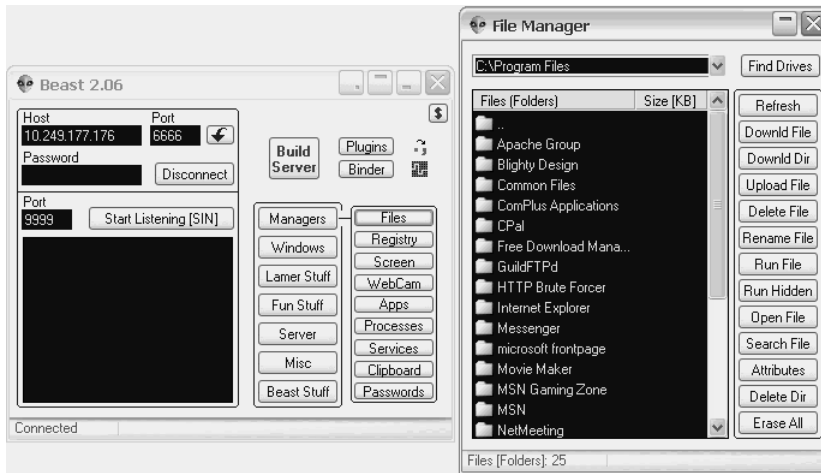 Beast 2.06
$
Host
Port
10.249.177.176
6666
Password
Disconnect
Build Server
Plugins
Binder
Port
9999
Start Listening [SIN]
Managers
Windows
Lamer Stuff
Fun Stuff
Server
Misc
Beast Stuff
Files
Registry
Screen
WebCam
Apps
Processes
Services
Clipboard
Passwords
Connected
File Manager
C:\Program Files
Find Drives
Files (Folders)
Size [KB]
..
Apache Group
Blighty Design
Common Files
ComPlus Applications
CPal
Free Download Mana...
GuildFTPd
HTTP Brute Forcer
Internet Explorer
Messenger
microsoft frontpage
Movie Maker
MSN Gaming Zone
MSN
NetMeeting
Refresh
Downld File
Downld Dir
Upload File
Delete File
Rename File
Run File
Run Hidden
Open File
Search File
Attributes
Delete Dir
Erase All
Files [Folders]: 25